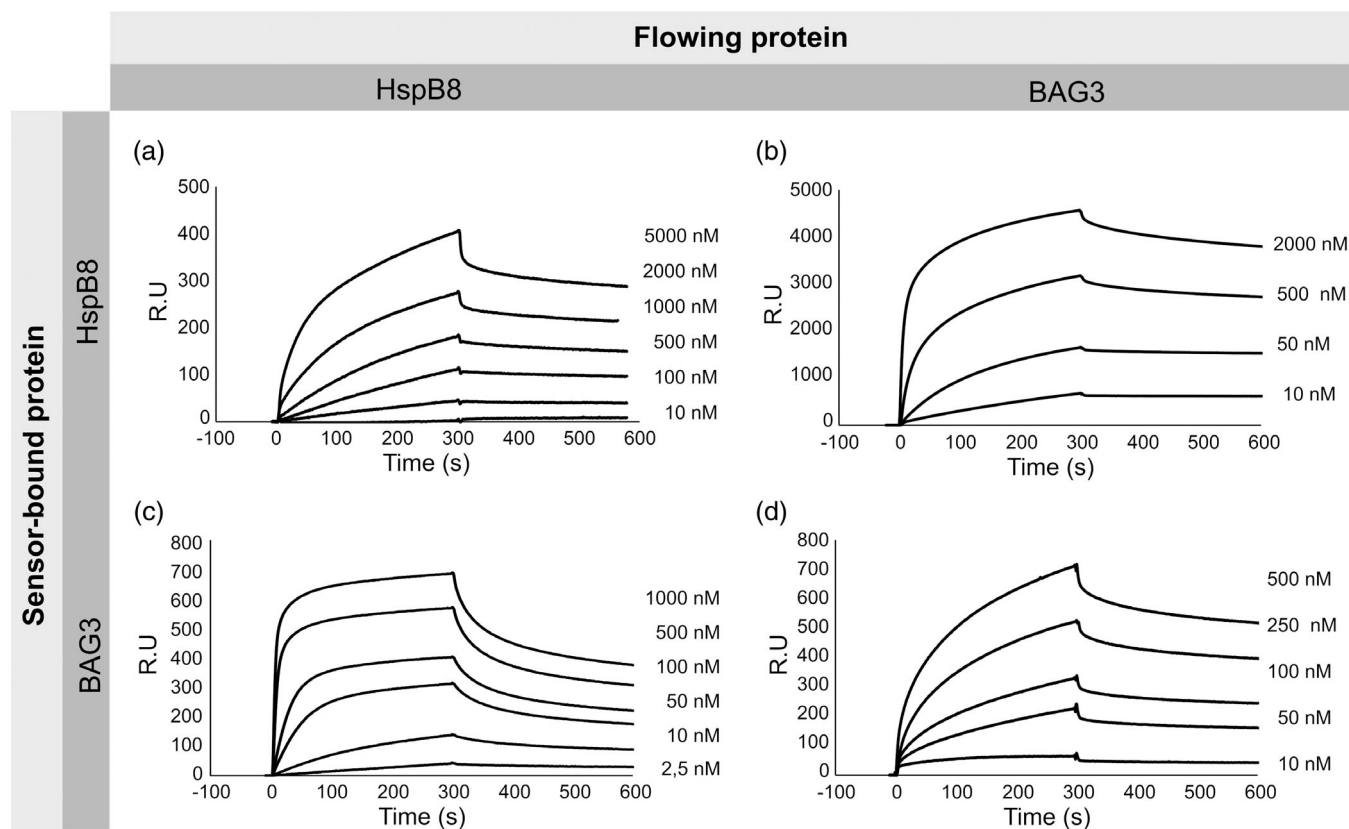 Flowing protein
HspB8
BAG3
Sensor-bound protein
HspB8
BAG3
(a)
500
400
300
200
100
0
R.U
-100 0 100 200 300 400 500 600
Time (s)
5000 nM
2000 nM
1000 nM
500 nM
100 nM
10 nM
(b)
5000
4000
3000
2000
1000
0
R.U
-100 0 100 200 300 400 500 600
Time (s)
2000 nM
500 nM
50 nM
10 nM
(c)
800
700
600
500
400
300
200
100
0
R.U
-100 0 100 200 300 400 500 600
Time (s)
1000 nM
500 nM
100 nM
50 nM
10 nM
2,5 nM
(d)
800
700
600
500
400
300
200
100
0
R.U
-100 0 100 200 300 400 500 600
Time (s)
500 nM
250 nM
100 nM
50 nM
10 nM